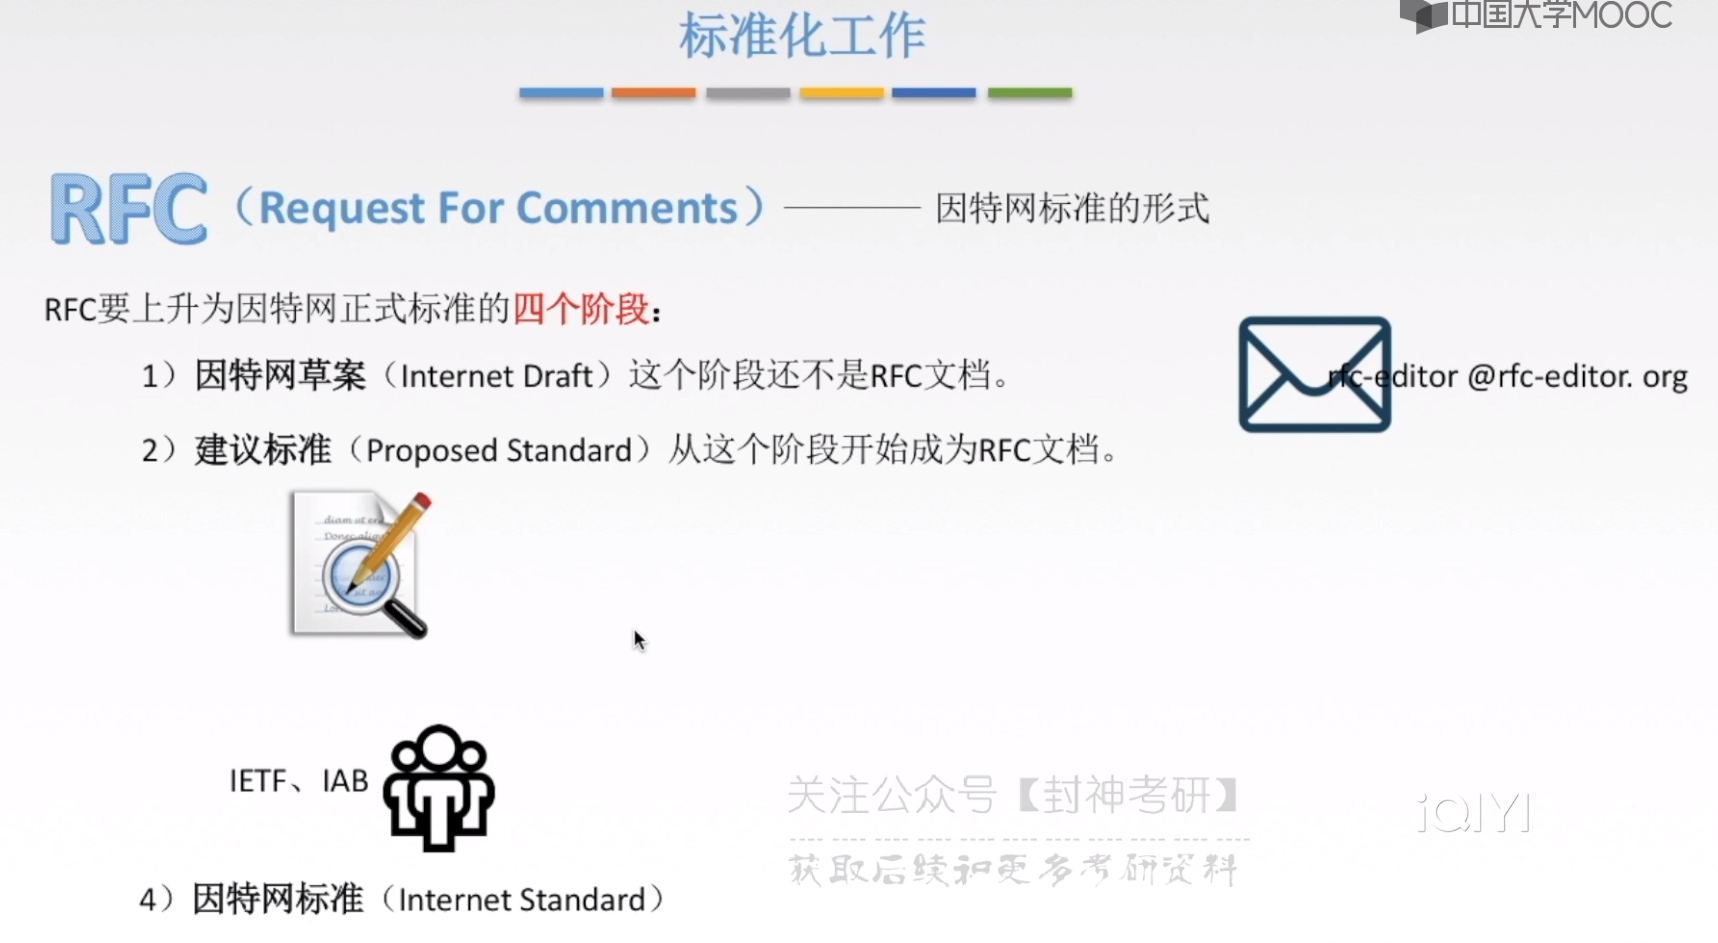 中国大学MOOC
标准化工作
RFC（Request For Comments）
因特网标准的形式
RFC要上升为因特网正式标准的四个阶段：
1）因特网草案（Internet Draft）这个阶段还不是RFC文档。
rfc-editor @rfc-editor. org
2）建议标准（Proposed Standard）从这个阶段开始成为RFC文档。
diam ut
IETF、IAB
关注公众号【封神考研】
iQIYI
获取后续和更多考研资料
4）因特网标准（Internet Standard）